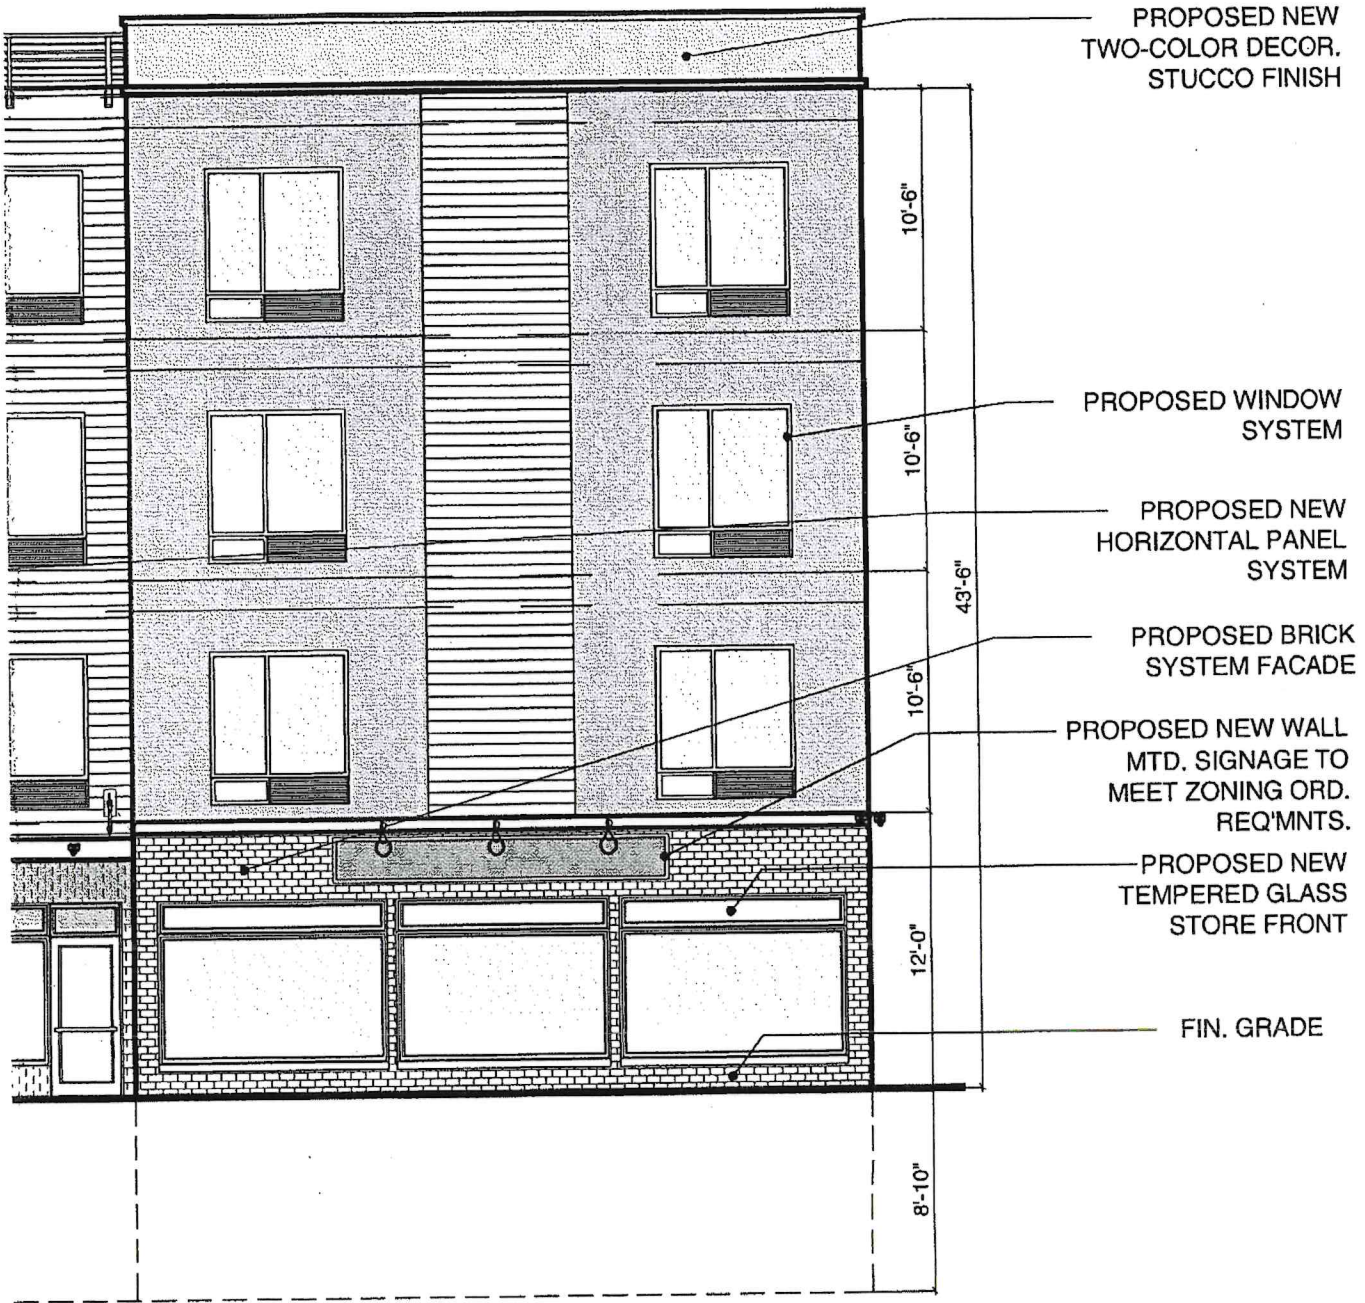 PROPOSED NEW
TWO-COLOR DECOR.
STUCCO FINISH
10'-6"
PROPOSED WINDOW
SYSTEM
10'-6"
PROPOSED NEW
HORIZONTAL PANEL
SYSTEM
43'-6"
PROPOSED BRICK
SYSTEM FACADE
10'-6"
PROPOSED NEW WALL
MTD. SIGNAGE TO
MEET ZONING ORD.
REQ'MNTS.
PROPOSED NEW
TEMPERED GLASS
STORE FRONT
12'-0"
FIN. GRADE
8'-10"